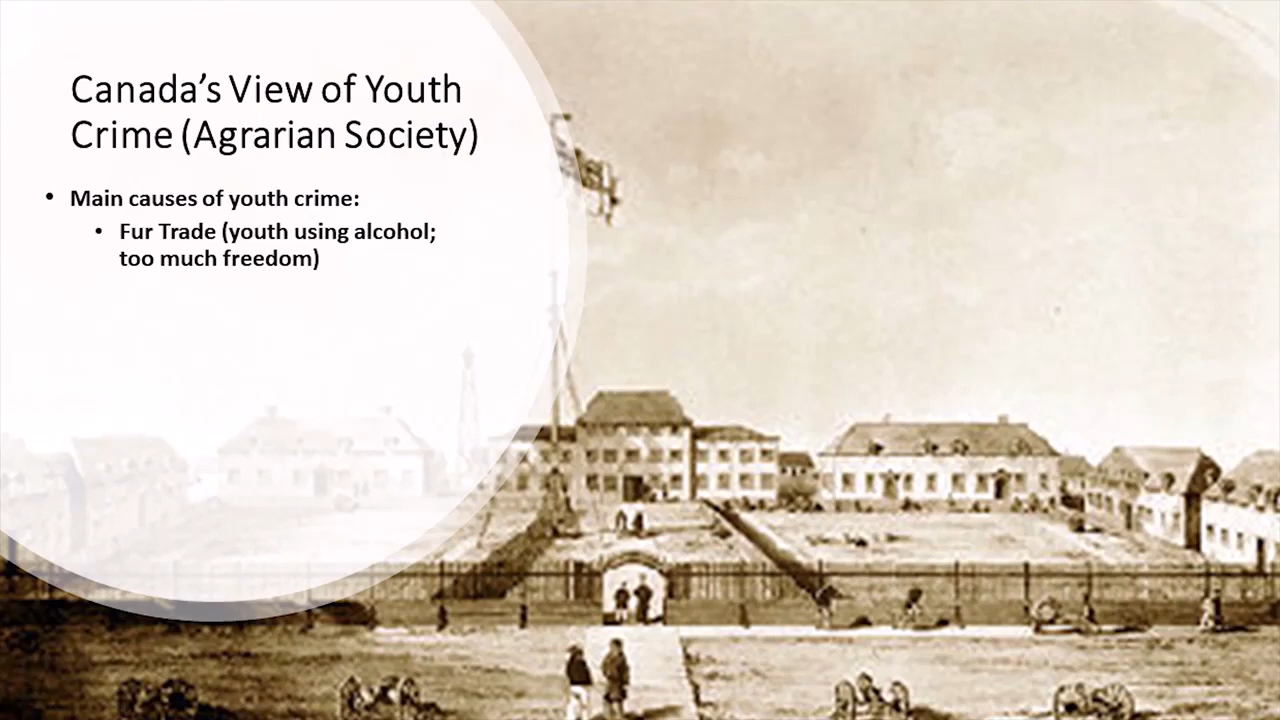 Canada’s View of Youth
Crime (Agrarian Society)
• Main causes of youth crime:
• Fur Trade (youth using alcohol;
too much freedom)